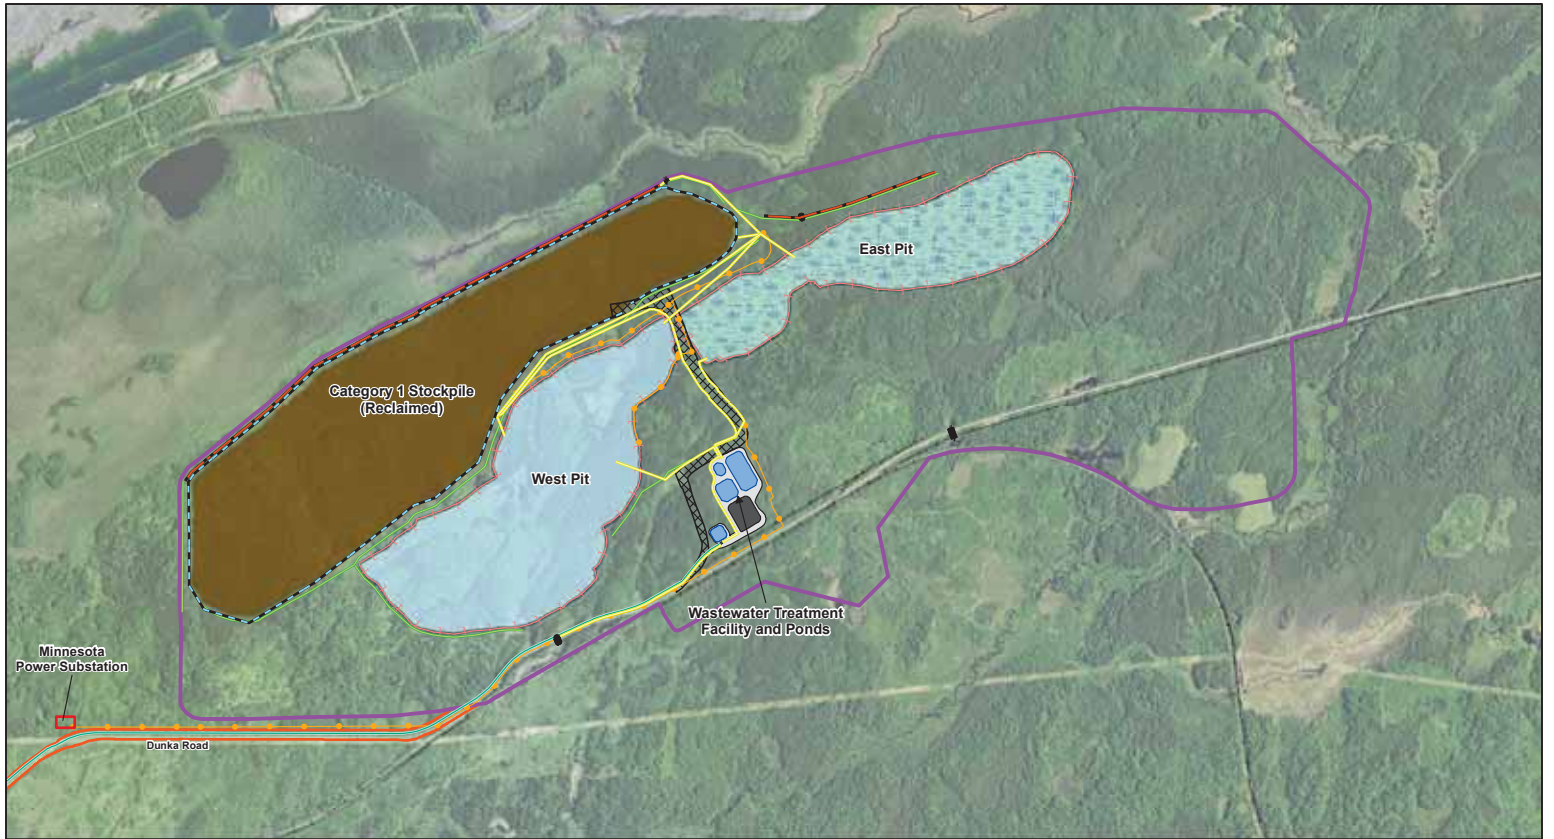 East Pit
Category 1 Stockpile
(Reclaimed)
West Pit
Wastewater Treatment
Facility and Ponds
Minnesota
Power Substation
Dunka Road